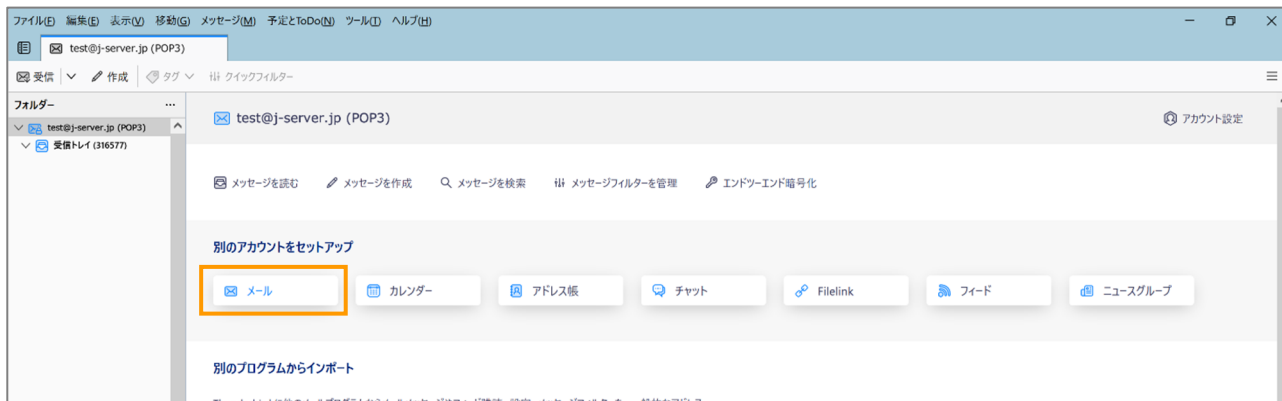 ファイル(F) 編集(E) 表示(V) 移動(G) メッセージ(M) 予定とToDo(N) ツール(T) ヘルプ(H)
test@j-server.jp (POP3)
受信 作成 タグ クイックフィルター
フォルダー ...
test@j-server.jp (POP3)
受信トレイ (316577)
test@j-server.jp (POP3) アカウント設定
メッセージを読む メッセージを作成 メッセージを検索 メッセージフィルターを管理 エンドツーエンド暗号化
別のアカウントをセットアップ
メール カレンダー アドレス帳 チャット Filelink フィード ニュースグループ
別のプログラムからインポート